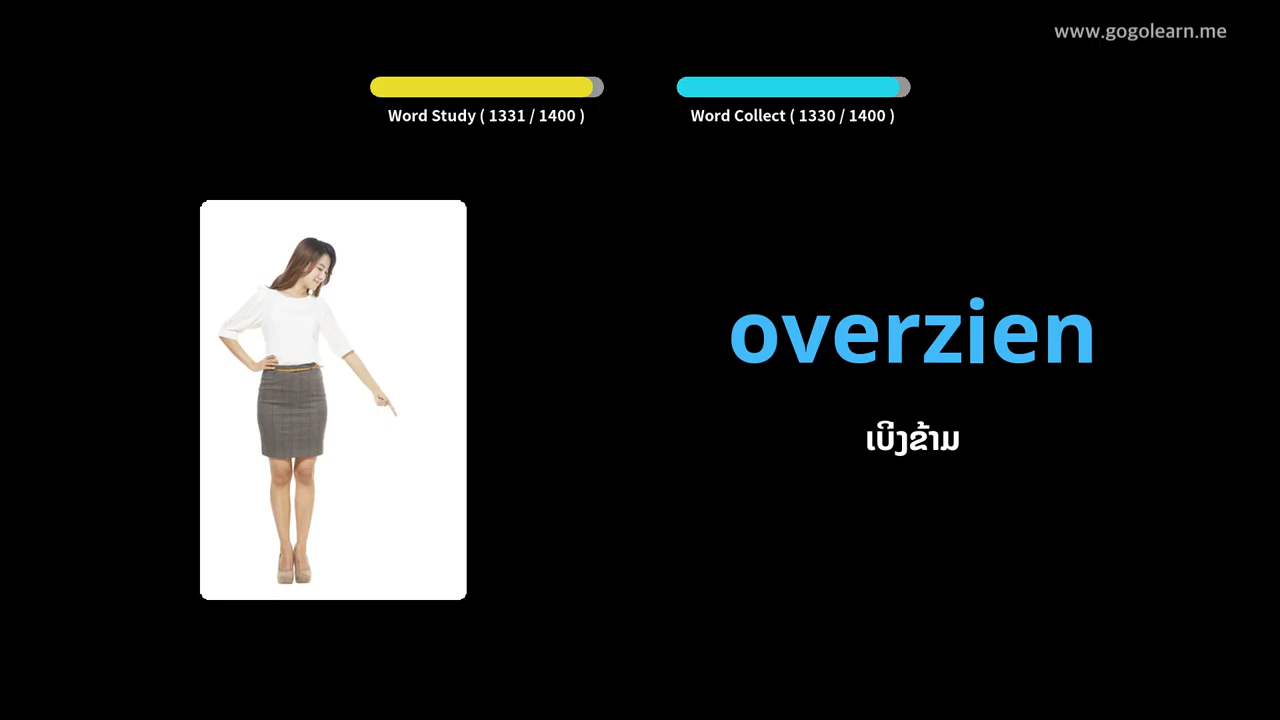 www.gogolearn.me
Word Study ( 1331 / 1400 )
Word Collect ( 1330 / 1400 )
overzien
ເບິ່ງຂ້າມ